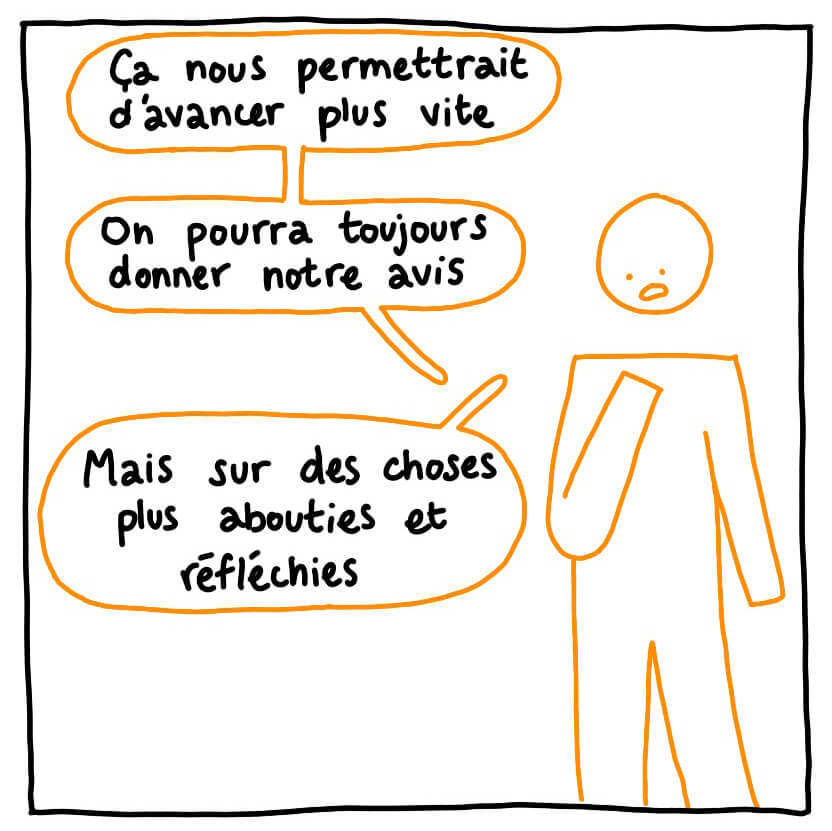 Ça nous permettrait
d'avancer plus vite
On pourra toujours
donner notre avis
Mais sur des choses
plus abouties et
réfléchies